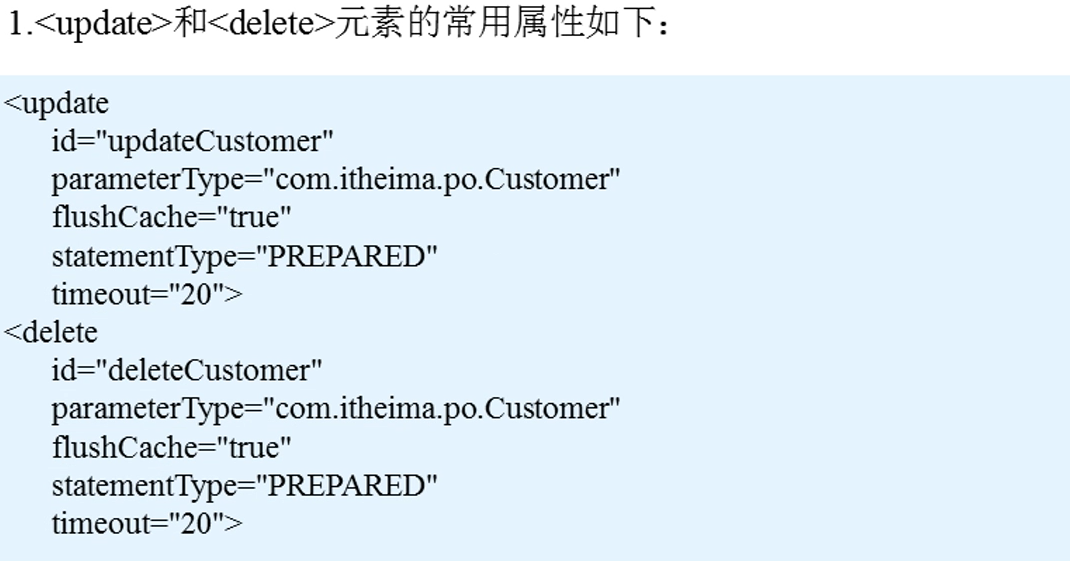 1.<update>和<delete>元素的常用属性如下：
<update
id="updateCustomer"
parameterType="com.itheima.po.Customer"
flushCache="true"
statementType="PREPARED"
timeout="20">
<delete
id="deleteCustomer"
parameterType="com.itheima.po.Customer"
flushCache="true"
statementType="PREPARED"
timeout="20">